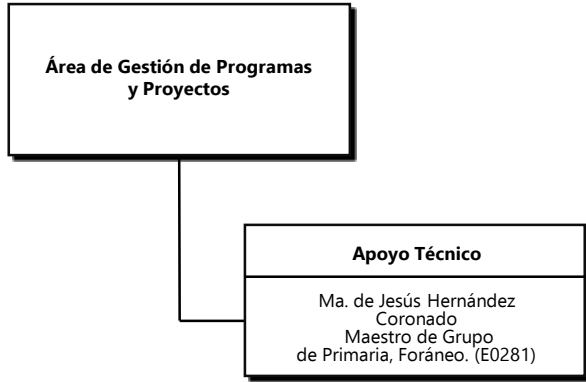 Área de Gestión de Programas
y Proyectos
Apoyo Técnico
Ma. de Jesús Hernández
Coronado
Maestro de Grupo
de Primaria, Foráneo. (E0281)